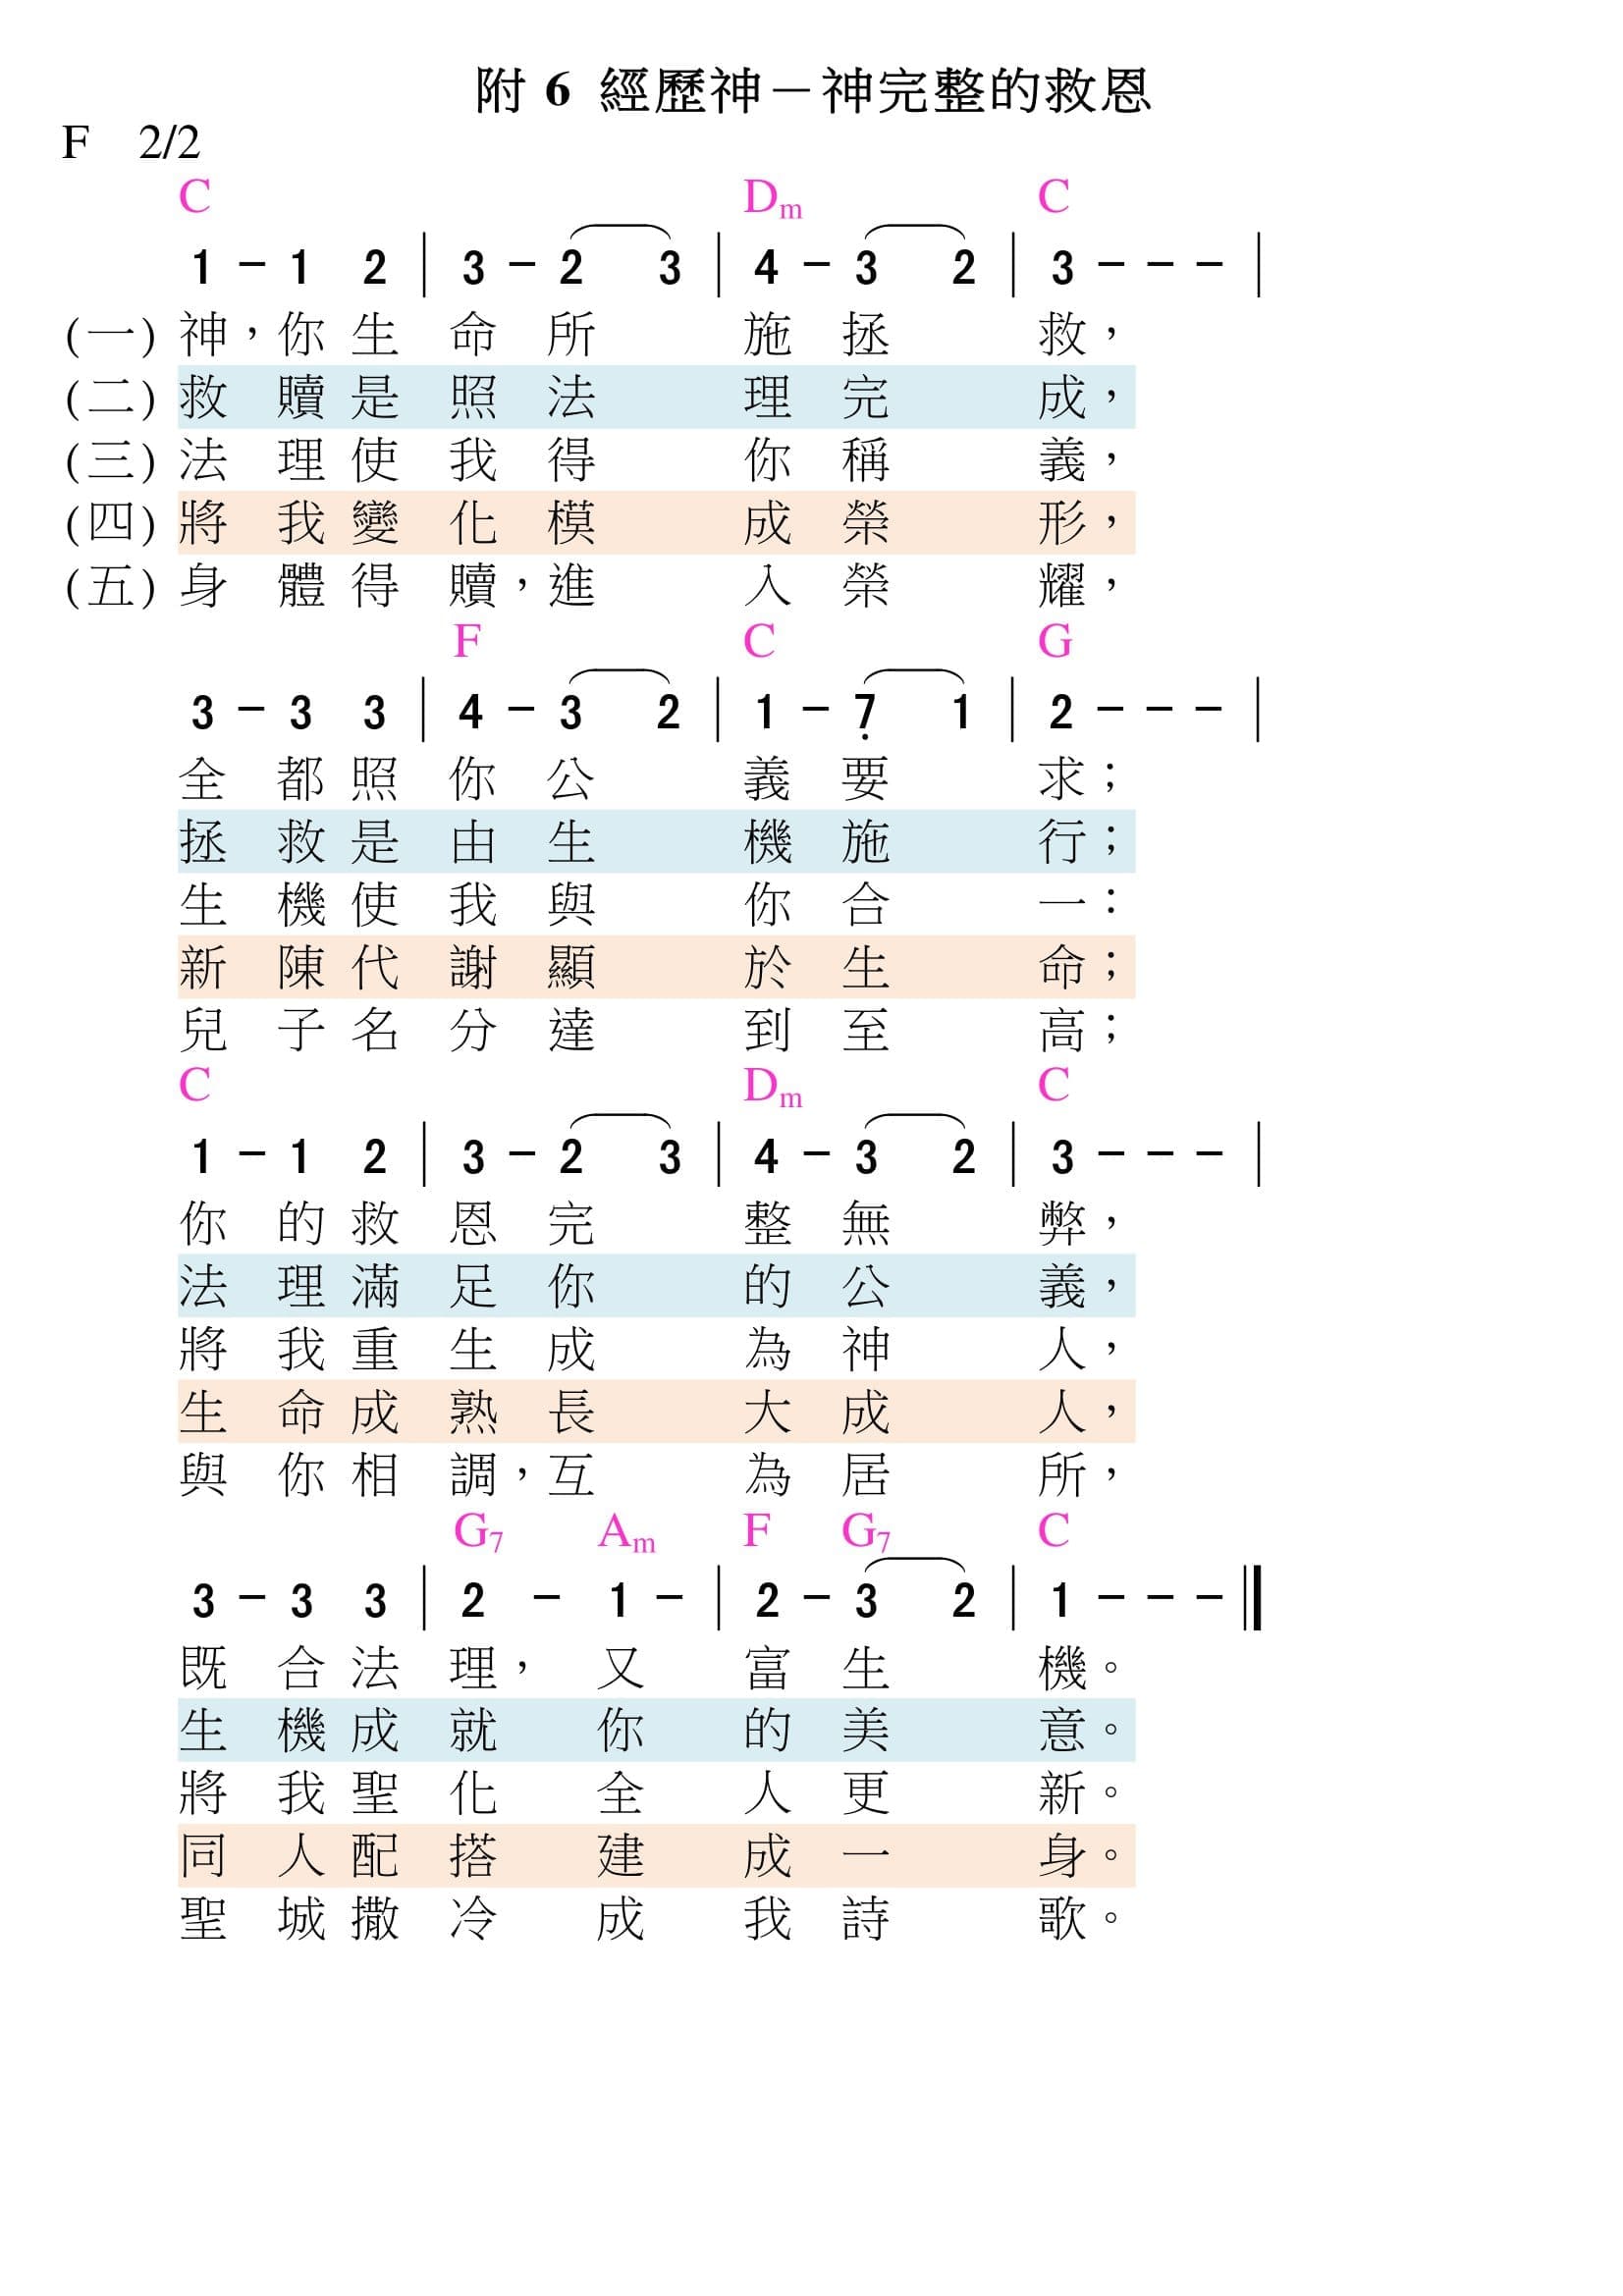 附 6 經歷神－神完整的救恩
F 2/2
C Dm C
1 - 1 2 | 3 - 2 3 | 4 - 3 2 | 3 - - - |
(一) 神，你生命所施拯救，
(二) 救贖是照法理完成，
(三) 法理使我得你稱義，
(四) 將我變化模成榮形，
(五) 身體得贖，進入榮耀，
F C G
3 - 3 3 | 4 - 3 2 | 1 - 7̣ 1 | 2 - - - |
全都照你公義要求；
拯救是由生機施行；
生機使我與你合一：
新陳代謝顯於生命；
兒子名分達到至高；
C Dm C
1 - 1 2 | 3 - 2 3 | 4 - 3 2 | 3 - - - |
你的救恩完整無弊，
法理滿足你的公義，
將我重生成為神人，
生命成熟長大成人，
與你相調，互為居所，
G7 Am F G7 C
3 - 3 3 | 2 - 1 - | 2 - 3 2 | 1 - - - ‖
既合法理，又富生機。
生機成就你的美意。
將我聖化全人更新。
同人配搭建成一身。
聖城撒冷成我詩歌。